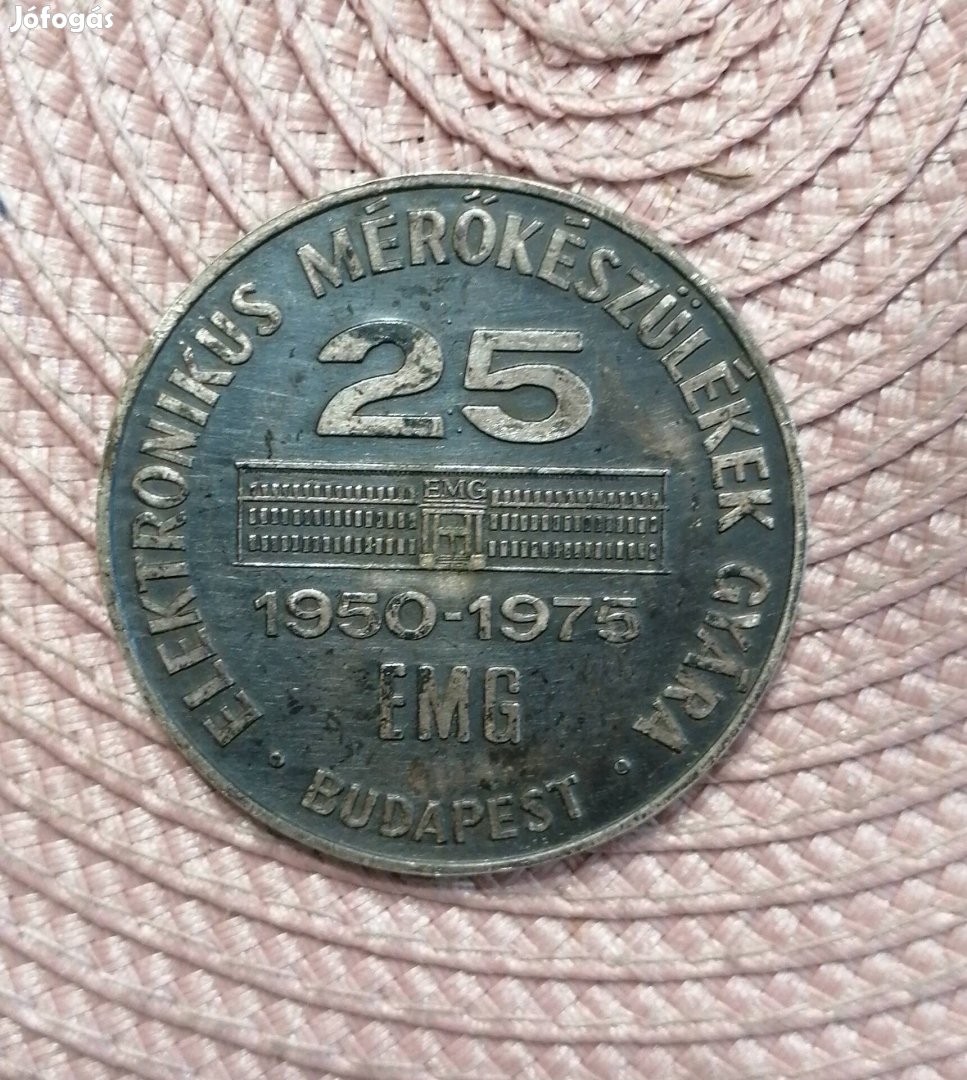 Jófogás
ELEKTRONIKUS MÉRŐKÉSZÜLÉKEK GYÁRA
25
EMG
1950-1975
EMG
BUDAPEST